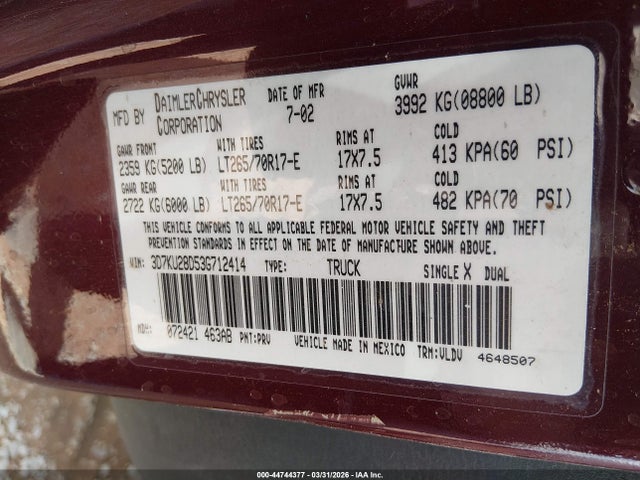 MFD BY DAIMLERCHRYSLER CORPORATION DATE OF MFR 7-02 GVWR 3992 KG(08800 LB)
GAWR FRONT WITH TIRES RIMS AT COLD
2359 KG(5200 LB) LT265/70R17-E 17X7.5 413 KPA(60 PSI)
GAWR REAR WITH TIRES RIMS AT COLD
2722 KG(6000 LB) LT265/70R17-E 17X7.5 482 KPA(70 PSI)
THIS VEHICLE CONFORMS TO ALL APPLICABLE FEDERAL MOTOR VEHICLE SAFETY AND THEFT
PREVENTION STANDARDS IN EFFECT ON THE DATE OF MANUFACTURE SHOWN ABOVE.
VIN: 3D7KU28D53G712414 TYPE: TRUCK SINGLE X DUAL
MDH: 072421 463AB PNT:PRV VEHICLE MADE IN MEXICO TRM:VLDV 4648507
000-44744377 - 03/31/2026 - IAA Inc.